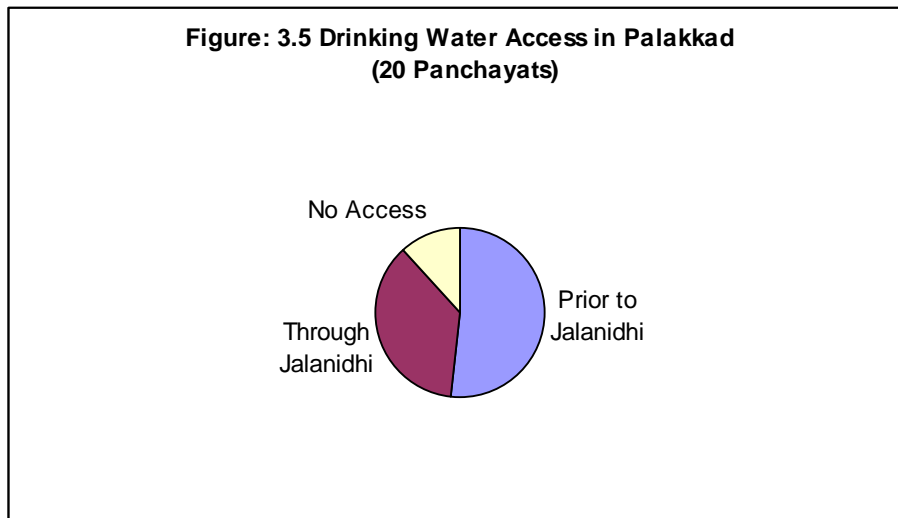 Figure: 3.5 Drinking Water Access in Palakkad
(20 Panchayats)
No Access
Prior to
Jalanidhi
Through
Jalanidhi